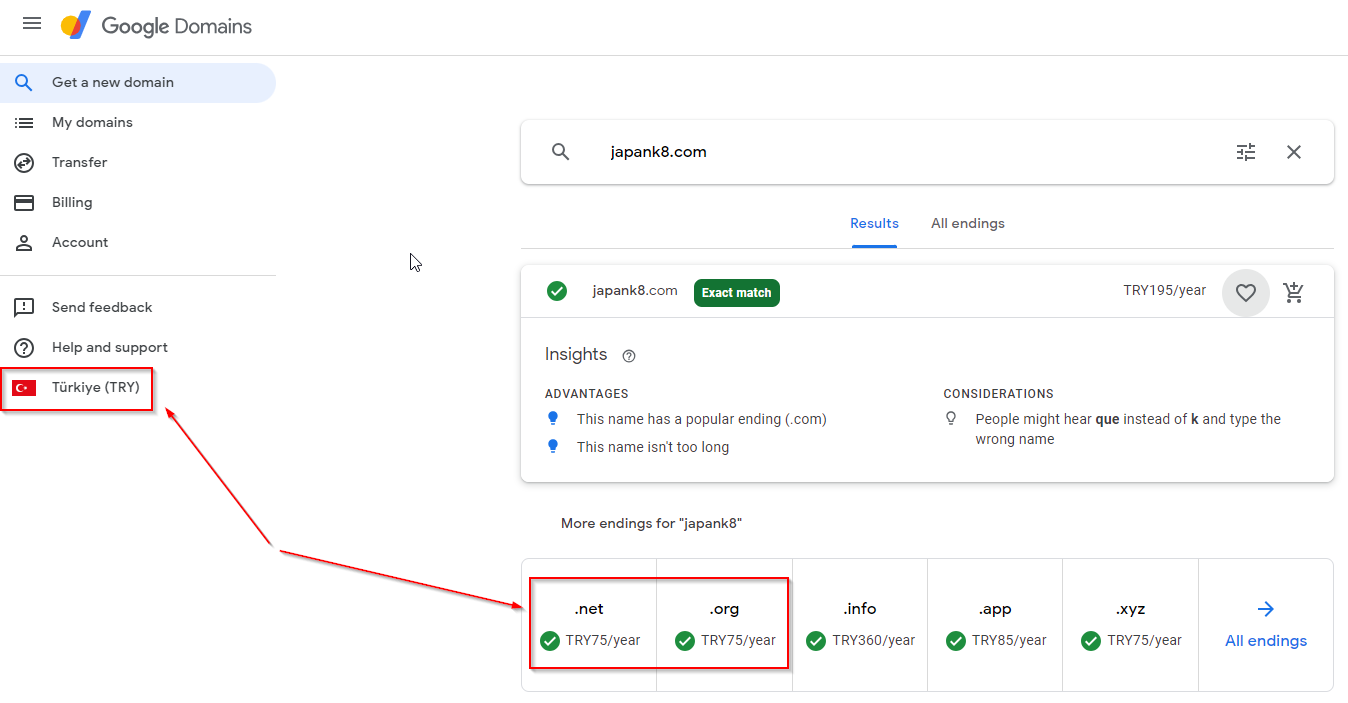 Google Domains
Get a new domain
My domains
Transfer
Billing
Account
Send feedback
Help and support
Türkiye (TRY)
japank8.com
Results
All endings
japank8.com
Exact match
TRY195/year
Insights
ADVANTAGES
This name has a popular ending (.com)
This name isn't too long
CONSIDERATIONS
People might hear que instead of k and type the
wrong name
More endings for "japank8"
.net
TRY75/year
.org
TRY75/year
.info
TRY360/year
.app
TRY85/year
.xyz
TRY75/year
All endings